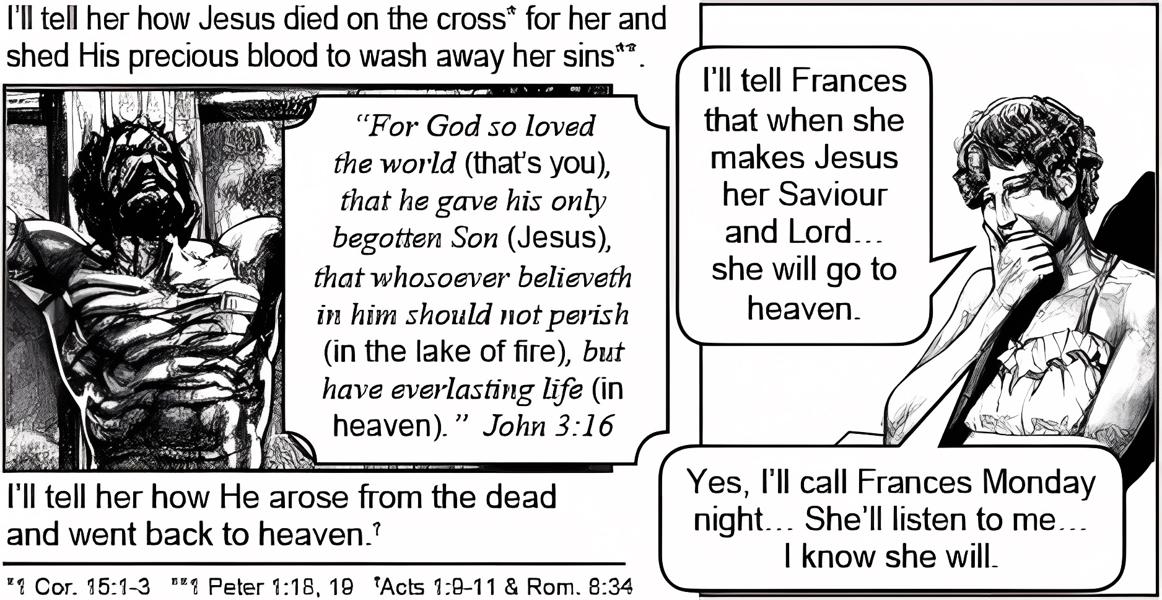 I'll tell her how Jesus died on the cross* for her and
shed His precious blood to wash away her sins**.
"For God so loved
the world (that's you),
that he gave his only
begotten Son (Jesus),
that whosoever believeth
in him should not perish
(in the lake of fire), but
have everlasting life (in
heaven)." John 3:16
I'll tell her how He arose from the dead
and went back to heaven.†
*1 Cor. 15:1-3 **1 Peter 1:18, 19 †Acts 1:9-11 & Rom. 8:34
I'll tell Frances
that when she
makes Jesus
her Saviour
and Lord...
she will go to
heaven.
Yes, I'll call Frances Monday
night... She'll listen to me...
I know she will.